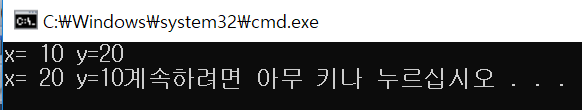 C:₩Windows₩system32₩cmd.exe
x= 10 y=20
x= 20 y=10계속하려면 아무 키나 누르십시오 . . .